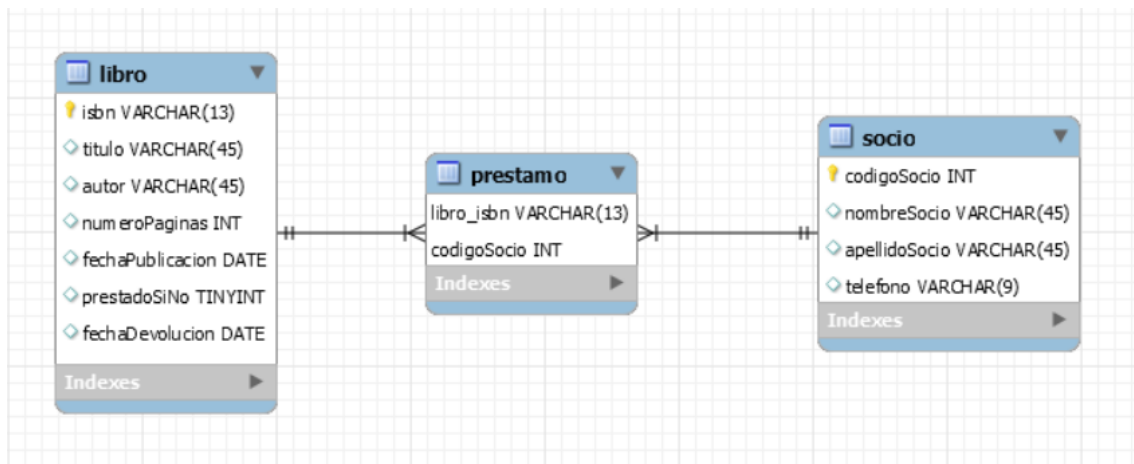 libro
isbn VARCHAR(13)
titulo VARCHAR(45)
autor VARCHAR(45)
numeroPaginas INT
fechaPublicacion DATE
prestadoSiNo TINYINT
fechaDevolucion DATE
Indexes
prestamo
libro_isbn VARCHAR(13)
codigoSocio INT
Indexes
socio
codigoSocio INT
nombreSocio VARCHAR(45)
apellidoSocio VARCHAR(45)
telefono VARCHAR(9)
Indexes